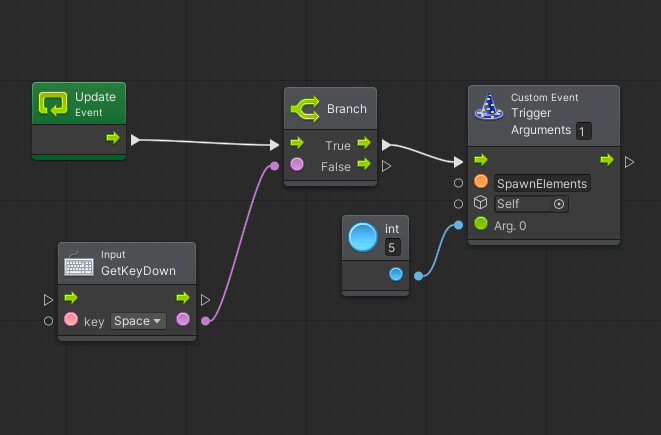 Update
Event
Branch
True
False
Custom Event
Trigger
Arguments 1
SpawnElements
Self
Arg. 0
int
5
Input
GetKeyDown
key Space